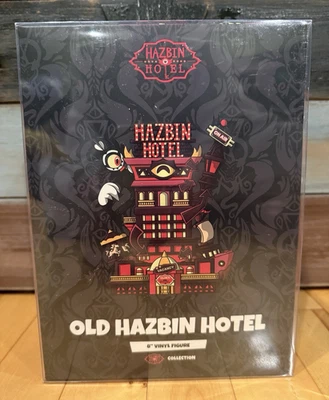 HAZBIN
HOTEL
HAZBIN
HOTEL
ON AIR
OLD HAZBIN HOTEL
8" VINYL FIGURE
COLLECTION